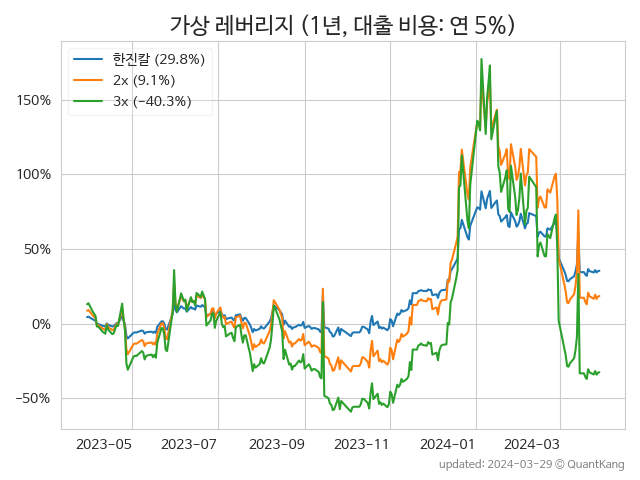 가상 레버리지 (1년, 대출 비용: 연 5%)
한진칼 (29.8%)
2x (9.1%)
3x (−40.3%)
150%
100%
50%
0%
−50%
2023−05
2023−07
2023−09
2023−11
2024−01
2024−03
updated: 2024-03-29 © QuantKang